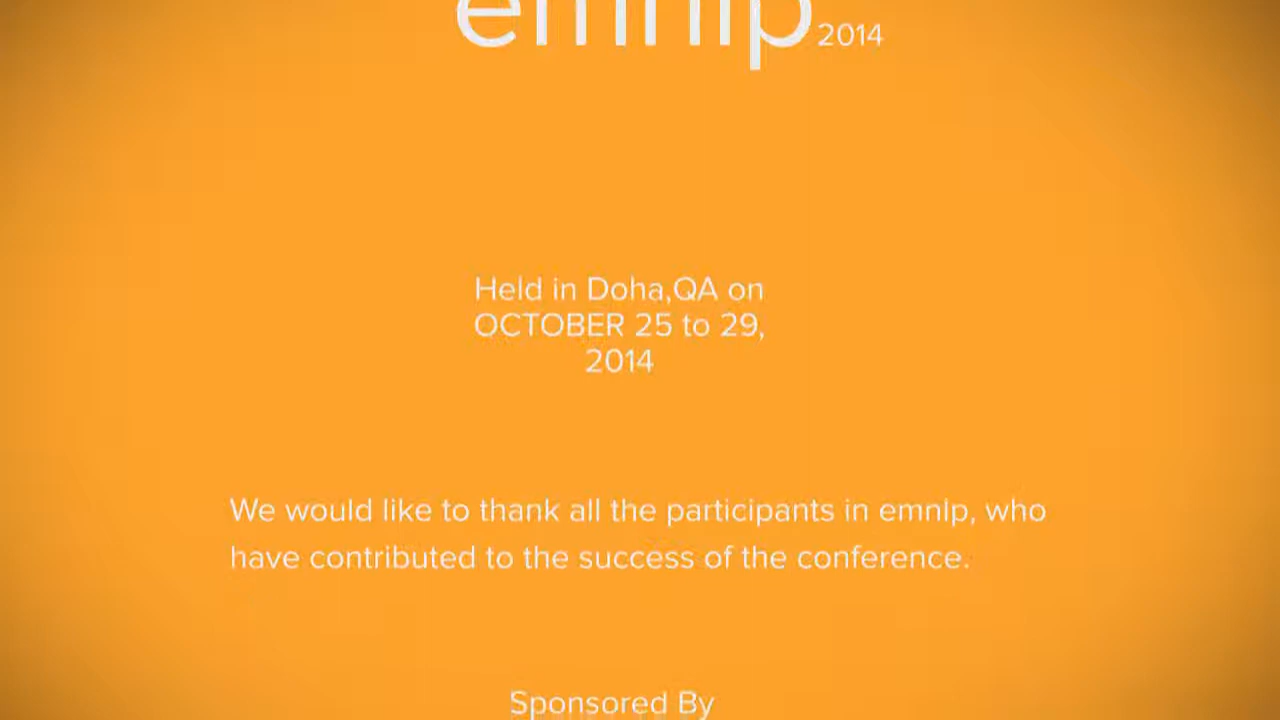 emnlp 2014
Held in Doha,QA on
OCTOBER 25 to 29,
2014
We would like to thank all the participants in emnlp, who
have contributed to the success of the conference.
Sponsored By